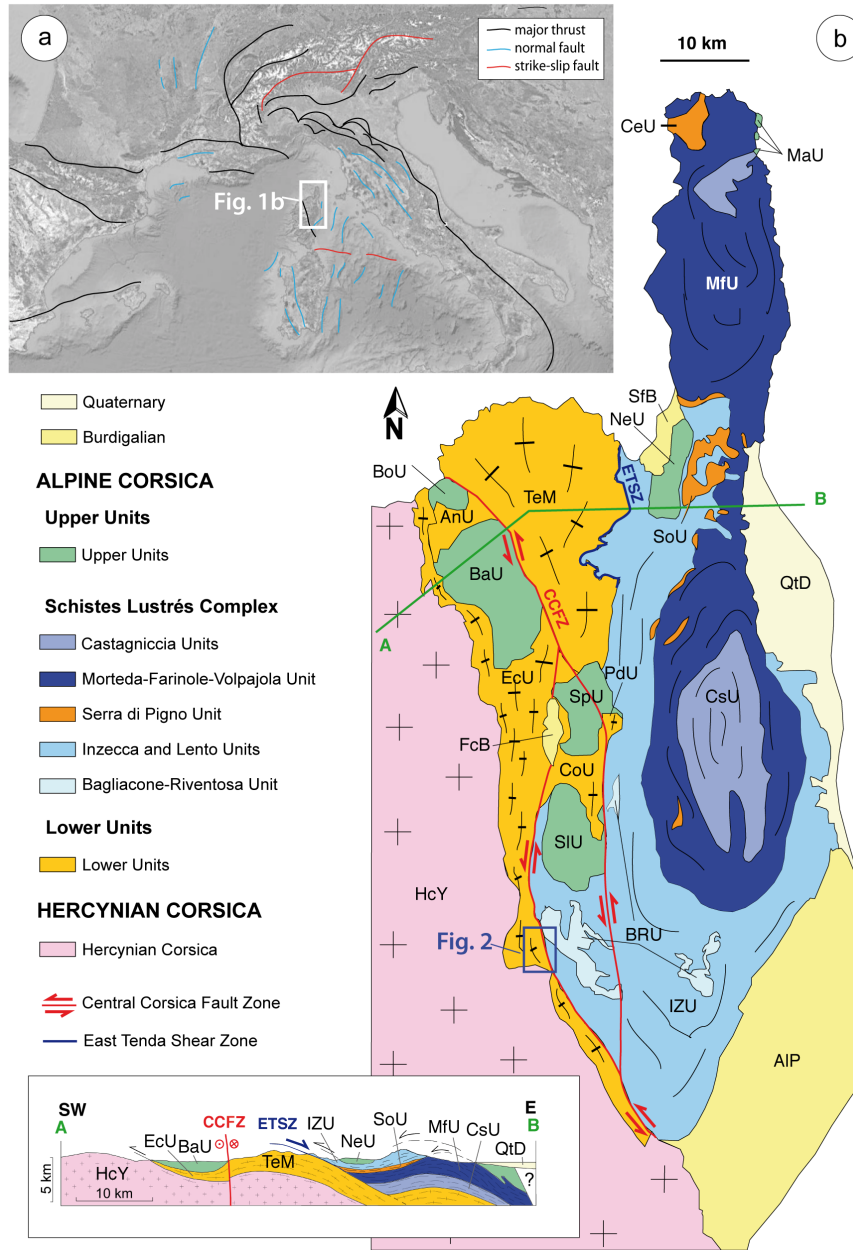 a
major thrust
normal fault
strike-slip fault
Fig. 1b
10 km
b
CeU
MaU
MfU
Quaternary
Burdigalian
ALPINE CORSICA
Upper Units
Upper Units
Schistes Lustrés Complex
Castagniccia Units
Morteda-Farinole-Volpajola Unit
Serra di Pigno Unit
Inzecca and Lento Units
Bagliacone-Riventosa Unit
Lower Units
Lower Units
HERCYNIAN CORSICA
Hercynian Corsica
Central Corsica Fault Zone
East Tenda Shear Zone
N
SfB
NeU
BoU
ETSZ
TeM
AnU
B
SoU
BaU
QtD
CCFZ
A
EcU
PdU
SpU
CsU
FcB
CoU
SlU
HcY
Fig. 2
BRU
IZU
AlP
SW
A
CCFZ
ETSZ
IZU
SoU
E
B
EcU
BaU
NeU
MfU
CsU
QtD
TeM
HcY
?
5 km
10 km